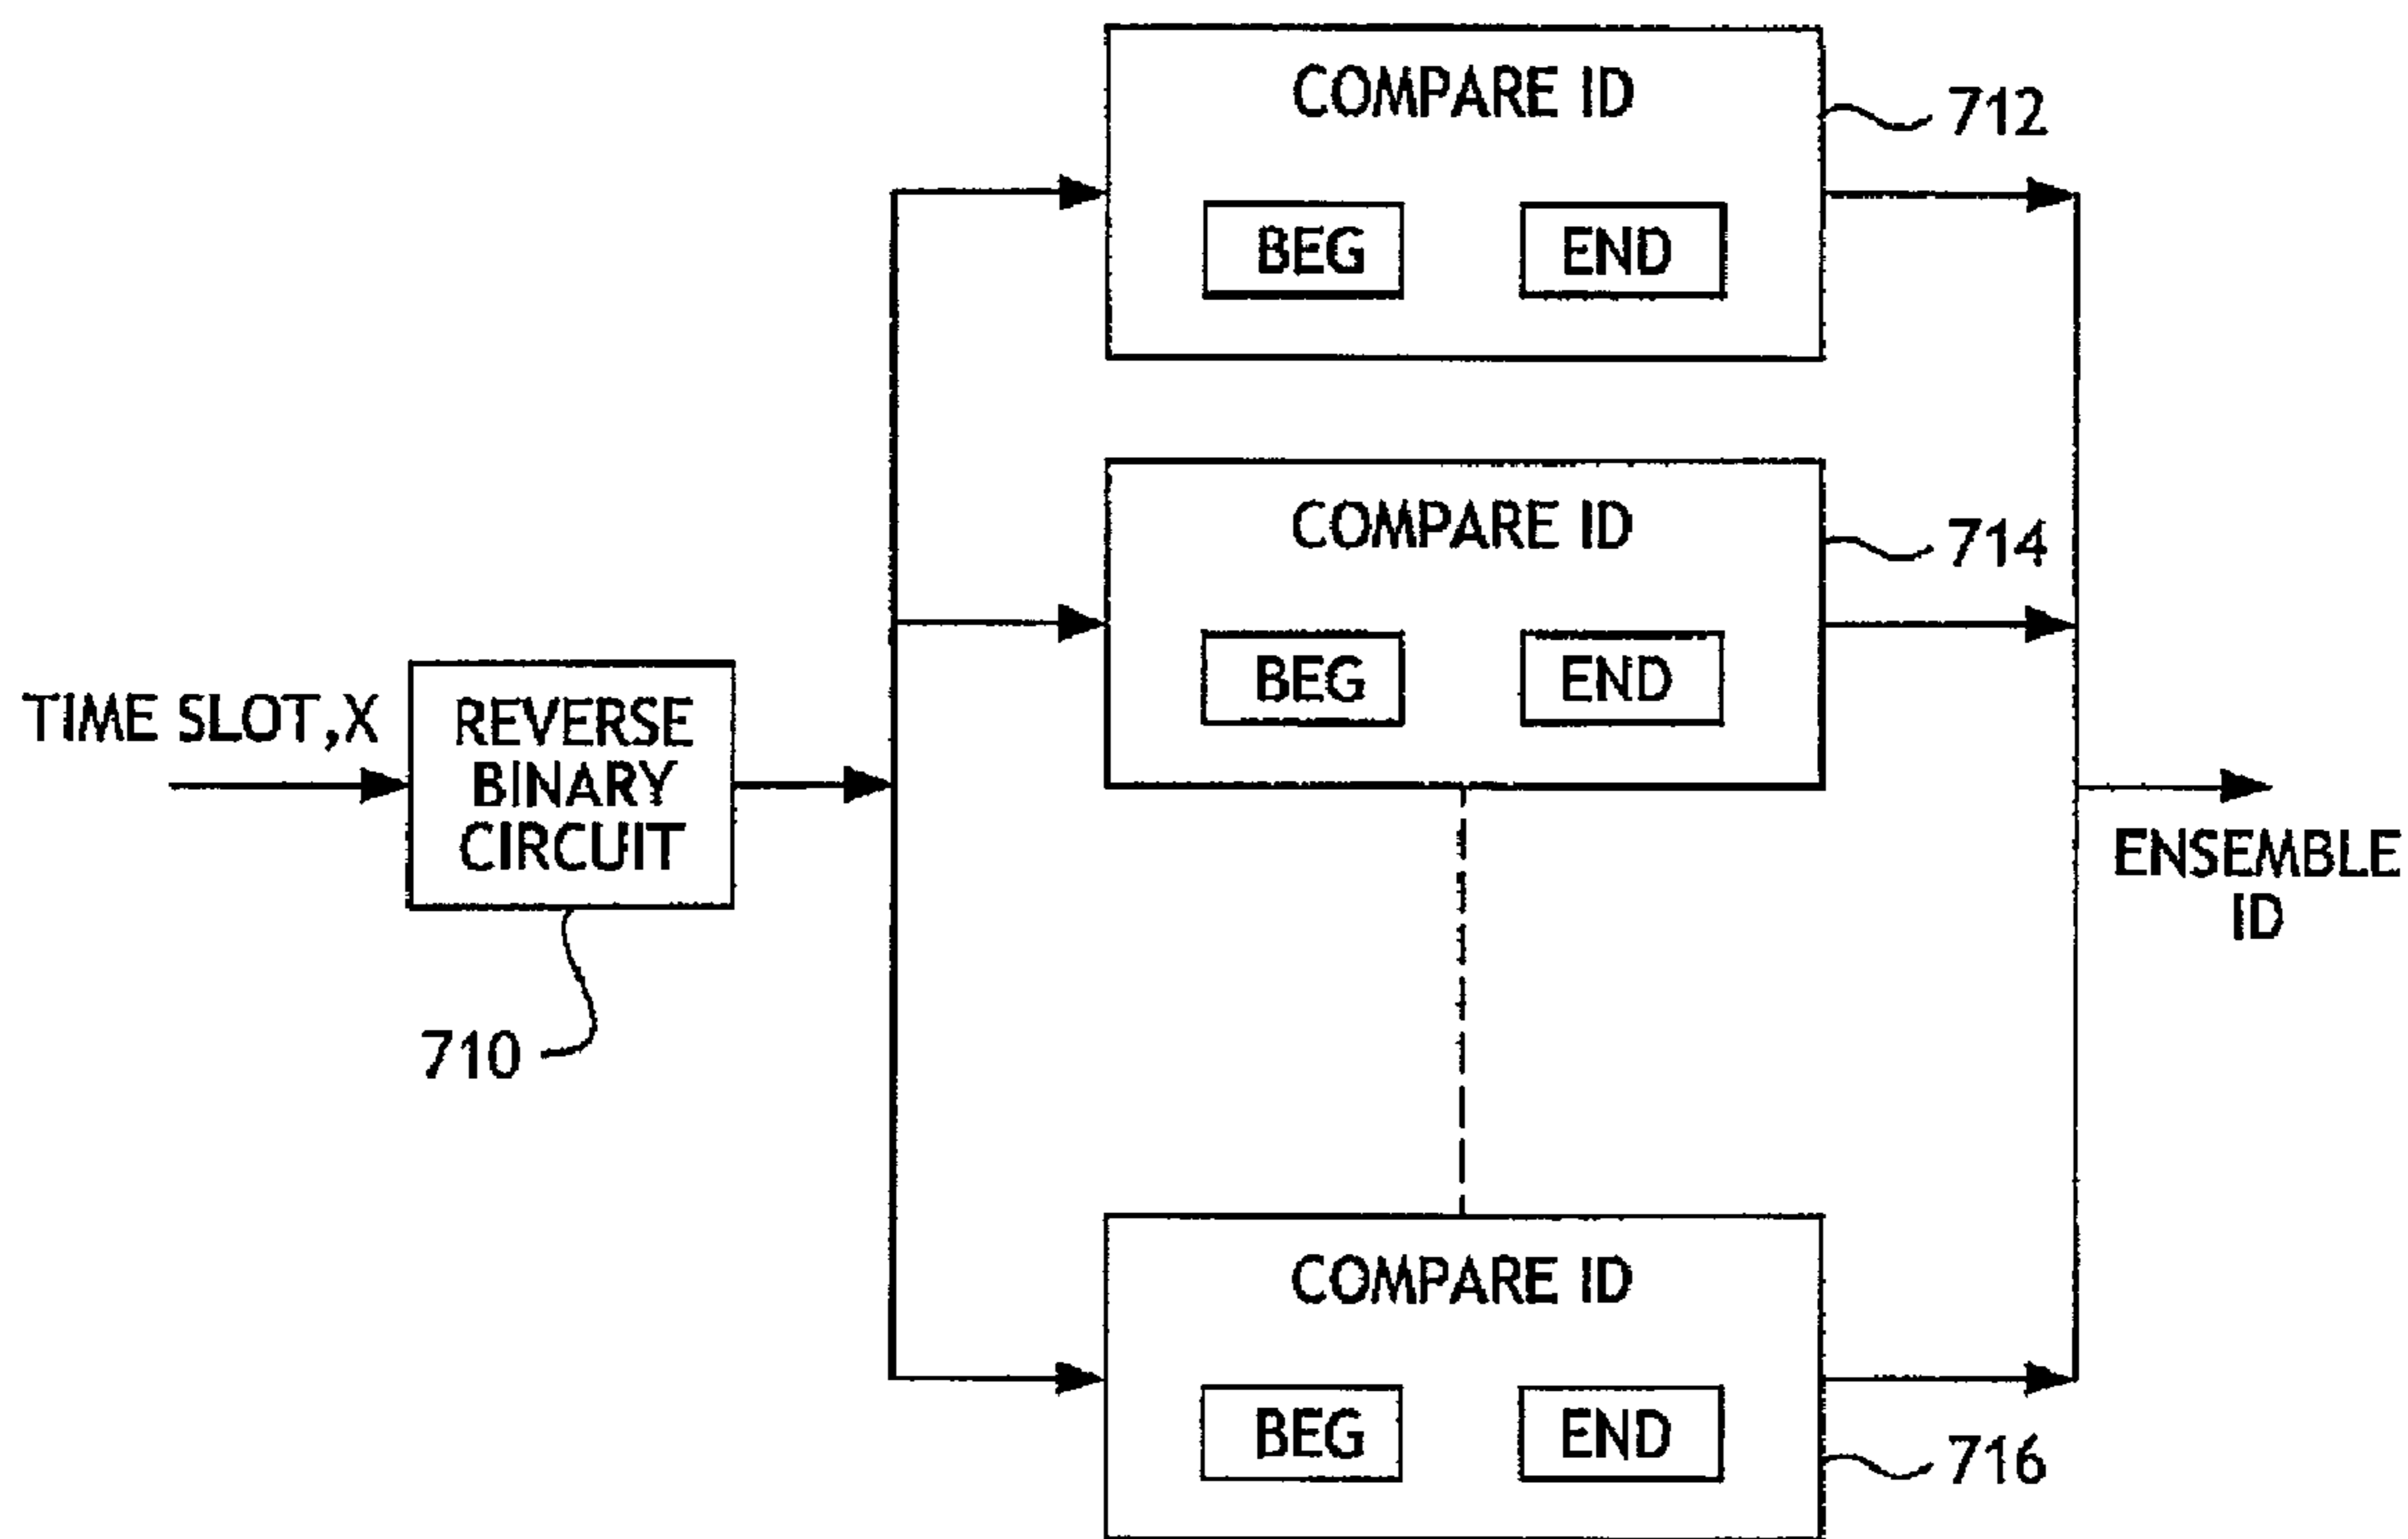 COMPARE ID
712
BEG
END
COMPARE ID
714
BEG
END
TIME SLOT,X
REVERSE
BINARY
CIRCUIT
710
ENSEMBLE
ID
COMPARE ID
BEG
END
716